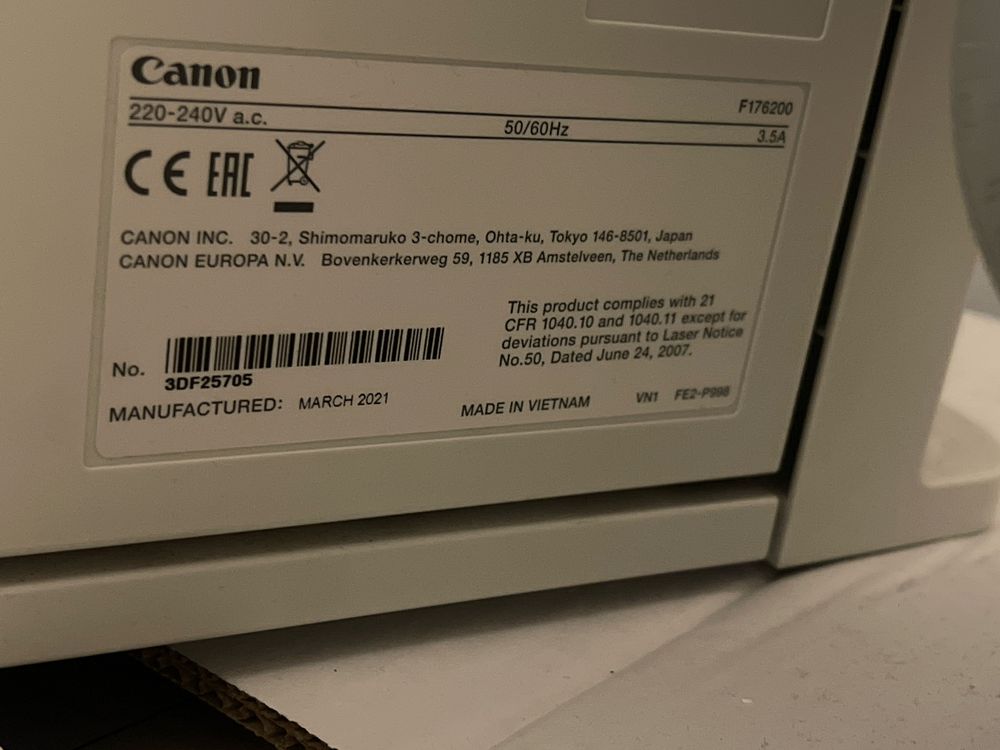 Canon
F176200
220-240V a.c. 50/60Hz 3.5A
CE EAC
CANON INC. 30-2, Shimomaruko 3-chome, Ohta-ku, Tokyo 146-8501, Japan
CANON EUROPA N.V. Bovenkerkerweg 59, 1185 XB Amstelveen, The Netherlands
This product complies with 21
CFR 1040.10 and 1040.11 except for
deviations pursuant to Laser Notice
No.50, Dated June 24, 2007.
No.
3DF25705
MANUFACTURED: MARCH 2021
MADE IN VIETNAM
VN1